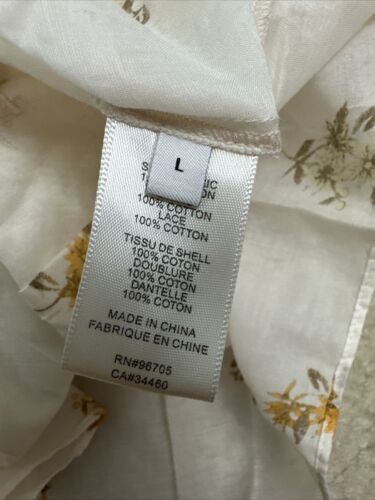 L
100% COTTON
LACE
100% COTTON
TISSU DE SHELL
100% COTON
DOUBLURE
100% COTON
DANTELLE
100% COTON
MADE IN CHINA
FABRIQUE EN CHINE
RN#96705
CA#34460